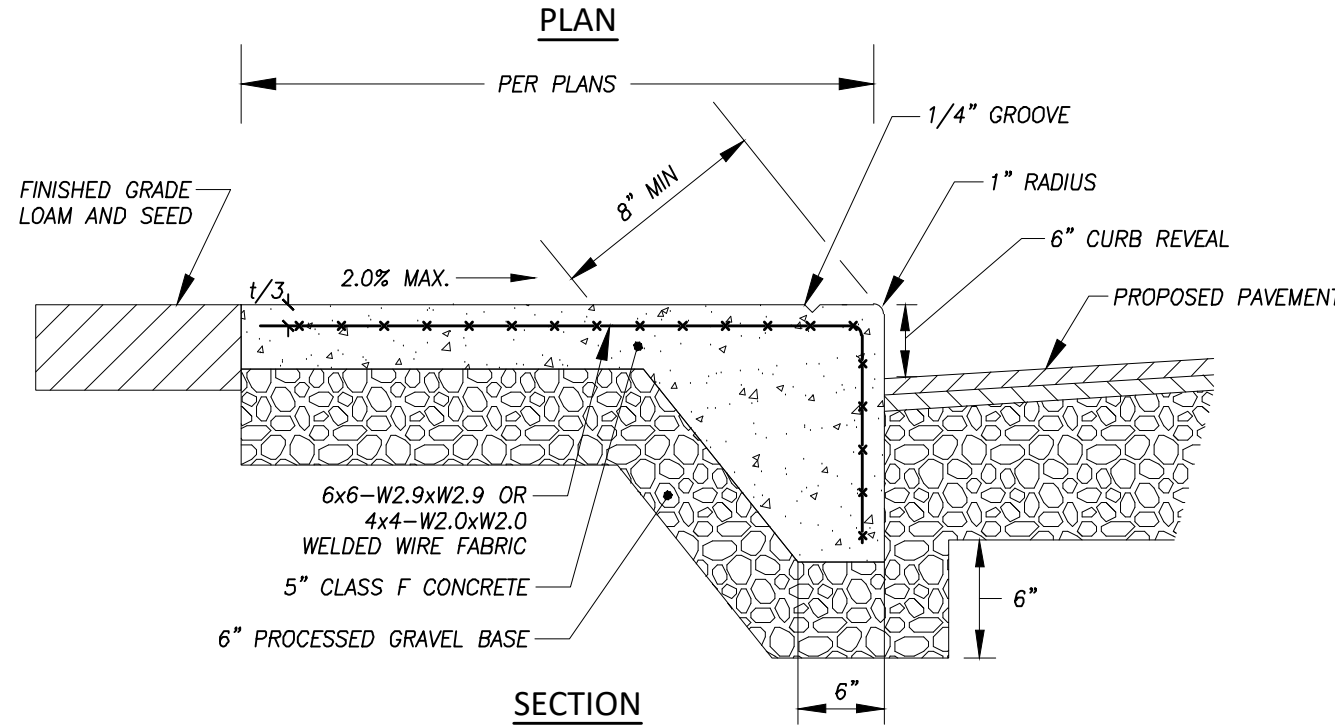 PLAN
PER PLANS
1/4" GROOVE
8" MIN
1" RADIUS
FINISHED GRADE
LOAM AND SEED
6" CURB REVEAL
2.0% MAX.
t/3
PROPOSED PAVEMENT
6x6-W2.9xW2.9 OR
4x4-W2.0xW2.0
WELDED WIRE FABRIC
5" CLASS F CONCRETE
6"
6" PROCESSED GRAVEL BASE
6"
SECTION